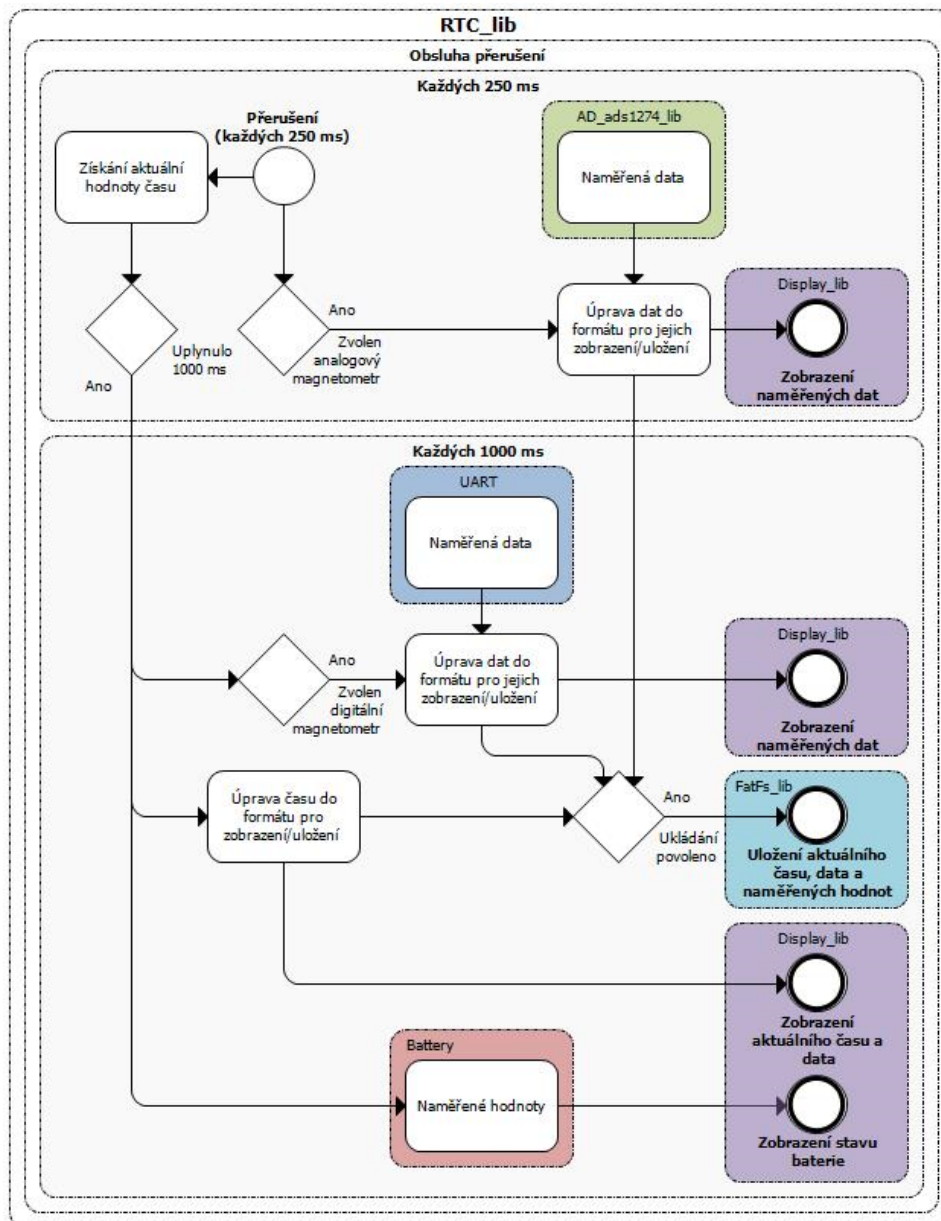 RTC_lib
Obsluha přerušení
Každých 250 ms
Přerušení
(každých 250 ms)
AD_ads1274_lib
Získání aktuální
hodnoty času
Naměřená data
Display_lib
Ano
Úprava dat do
formátu pro jejich
zobrazení/uložení
Uplynulo
1000 ms
Zvolen
analogový
magnetometr
Ano
Zobrazení
naměřených dat
Každých 1000 ms
UART
Naměřená data
Display_lib
Ano
Úprava dat do
formátu pro jejich
zobrazení/uložení
Zvolen
digitální
magnetometr
Zobrazení
naměřených dat
Úprava času do
formátu pro
zobrazení/uložení
Ano
FatFs_lib
Ukládání
povoleno
Uložení aktuálního
času, data a
naměřených hodnot
Display_lib
Zobrazení
aktuálního času a
data
Battery
Naměřené hodnoty
Zobrazení stavu
baterie